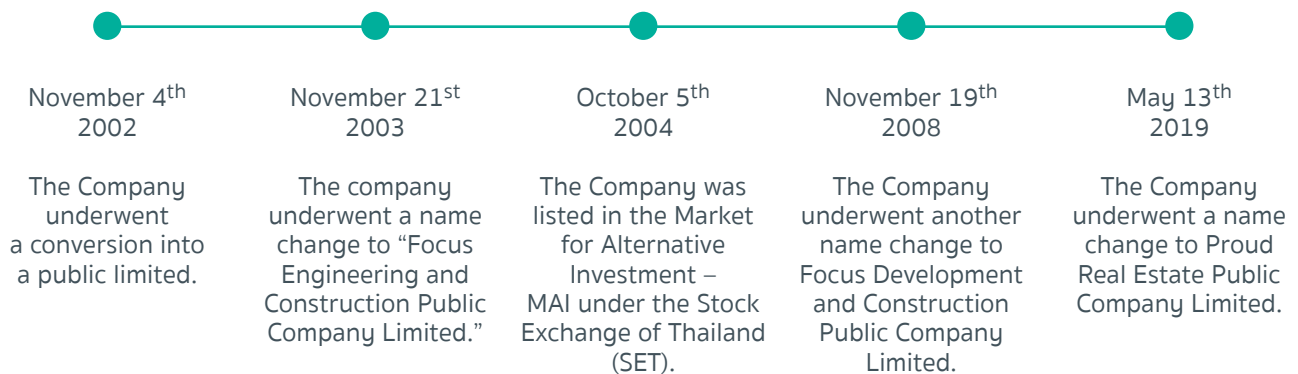 November 4th
2002
The Company
underwent
a conversion into
a public limited.
November 21st
2003
The company
underwent a name
change to “Focus
Engineering and
Construction Public
Company Limited.”
October 5th
2004
The Company was
listed in the Market
for Alternative
Investment –
MAI under the Stock
Exchange of Thailand
(SET).
November 19th
2008
The Company
underwent another
name change to
Focus Development
and Construction
Public Company
Limited.
May 13th
2019
The Company
underwent a name
change to Proud
Real Estate Public
Company Limited.